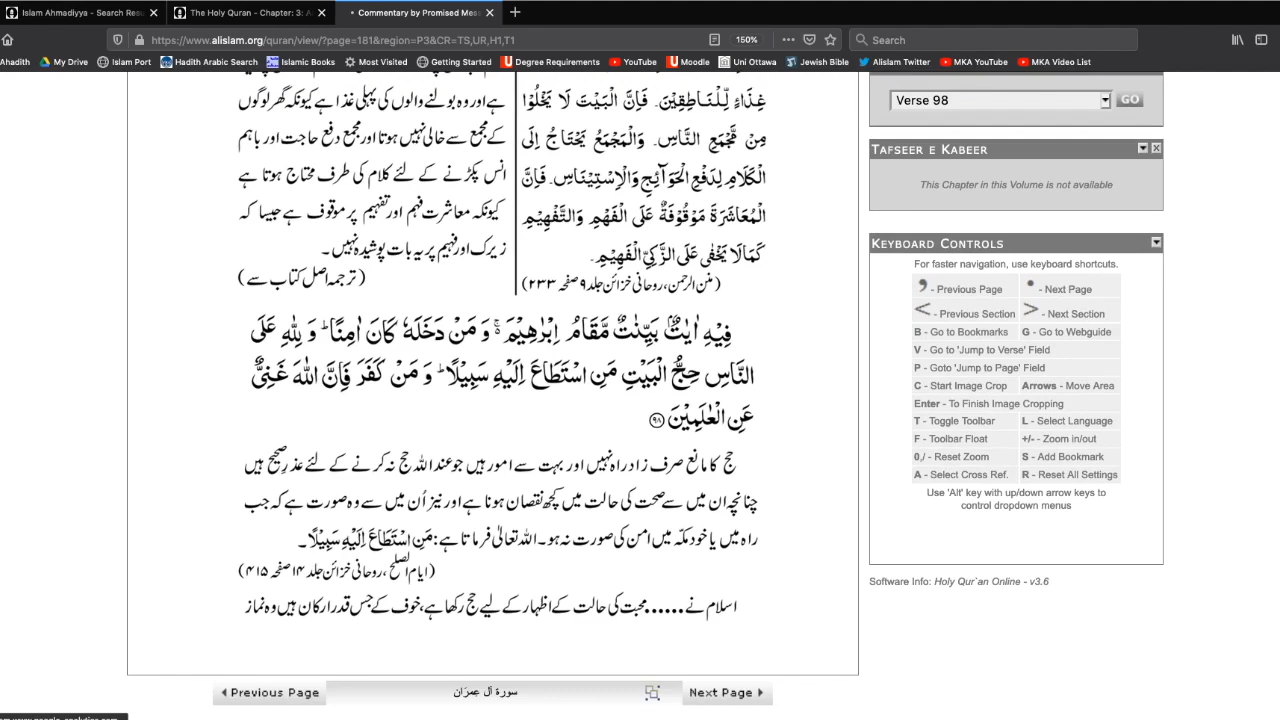 Islam Ahmadiyya - Search Resu
The Holy Quran - Chapter: 3: A
Commentary by Promised Mess
https://www.alislam.org/quran/view/?page=181&region=P3&CR=TS,UR,H1,T1
150%
Search
Ahadith
My Drive
Islam Port
Hadith Arabic Search
Islamic Books
Most Visited
Getting Started
Degree Requirements
YouTube
Moodle
Uni Ottawa
Jewish Bible
Alislam Twitter
MKA YouTube
MKA Video List
غِذَاءٍ لِّلنَّاطِقِيْنَ۔ فَإِنَّ الْبَيْتَ لَا يَخْلُوْا
مِنْ مَّجْمَعِ النَّاسِ۔ وَالْمَجْمَعُ يَحْتَاجُ إِلَى
الْكَلَامِ لِدَفْعِ الْحَوَآئِجِ وَالْاِسْتِيْنَاسِ۔ فَإِنَّ
الْمُعَاشَرَةَ مَوْقُوْفَةٌ عَلَى الْفَهْمِ وَالتَّفْهِيْمِ
كَمَا لَا يَخْفٰى عَلَى الزَّكِيِّ الْفَهِيْمِ۔
(منن الرحمن، روحانی خزائن جلد ۹ صفحہ ۲۳۳)
ہے اور وہ بولنے والوں کی پہلی غذا ہے کیونکہ گھر لوگوں
کے مجمع سے خالی نہیں ہوتا اور مجمع دفع حاجت اور باہم
انس پکڑنے کے لئے کلام کی طرف محتاج ہوتا ہے
کیونکہ معاشرت فہم اور تفہیم پر موقوف ہے جیسا کہ
زیرک اور فہیم پر یہ بات پوشیدہ نہیں۔
(ترجمہ اصل کتاب سے)
فِيْهِ اٰيٰتٌۢ بَيِّنٰتٌ مَّقَامُ اِبْرٰهِيْمَ ۬ۚ وَ مَنْ دَخَلَهٗ كَانَ اٰمِنًا ؕ وَ لِلّٰهِ عَلَى
النَّاسِ حِجُّ الْبَيْتِ مَنِ اسْتَطَاعَ اِلَيْهِ سَبِيْلًا ؕ وَ مَنْ كَفَرَ فَاِنَّ اللّٰهَ غَنِيٌّ
عَنِ الْعٰلَمِيْنَ ۹۸
حج کا مانع صرف زادِ راہ نہیں اور بہت سے امور ہیں جو عند اللہ حج نہ کرنے کے لئے عذر صحیح ہیں
چنانچہ ان میں سے صحت کی حالت میں کچھ نقصان ہونا ہے اور نیز اُن میں سے وہ صورت ہے کہ جب
راہ میں یا خود مکّہ میں امن کی صورت نہ ہو۔ اللہ تعالیٰ فرماتا ہے: مَنِ اسْتَطَاعَ اِلَيْهِ سَبِيْلًا۔
(ایام الصلح، روحانی خزائن جلد ۱۴ صفحہ ۴۱۵)
اسلام نے ...... محبت کی حالت کے اظہار کے لیے حج رکھا ہے، خوف کے جس قدر ارکان ہیں وہ نماز
Previous Page
سورة آل عمران
Next Page
Verse 98
GO
TAFSEER E KABEER
This Chapter in this Volume is not available
KEYBOARD CONTROLS
For faster navigation, use keyboard shortcuts.
, - Previous Page
. - Next Page
< - Previous Section
> - Next Section
B - Go to Bookmarks
G - Go to Webguide
V - Go to 'Jump to Verse' Field
P - Goto 'Jump to Page' Field
C - Start Image Crop
Arrows - Move Area
Enter - To Finish Image Cropping
T - Toggle Toolbar
L - Select Language
F - Toolbar Float
+/- - Zoom in/out
0,/ - Reset Zoom
S - Add Bookmark
A - Select Cross Ref.
R - Reset All Settings
Use 'Alt' key with up/down arrow keys to
control dropdown menus
Software Info: Holy Qur`an Online - v3.6